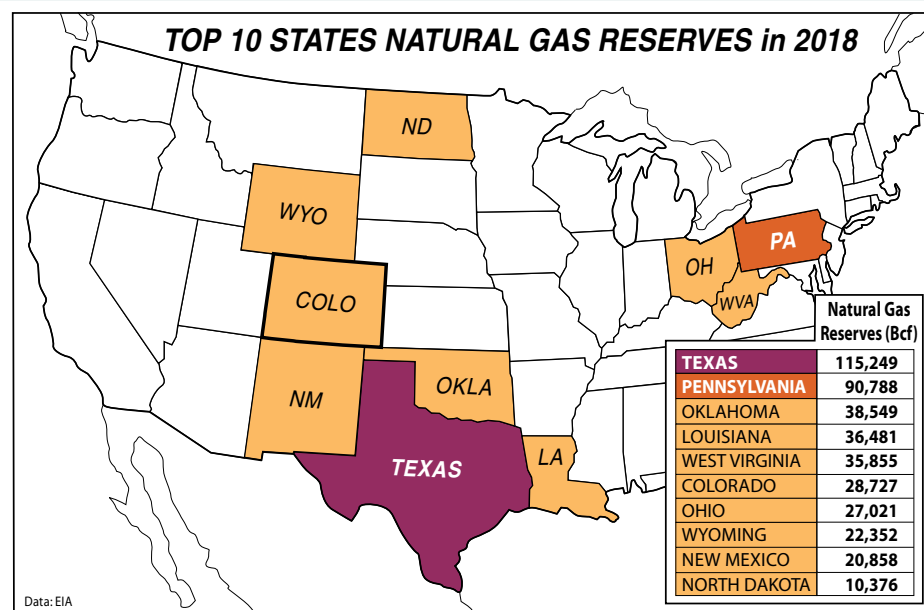 TOP 10 STATES NATURAL GAS RESERVES in 2018
ND
WYO
COLO
NM
OKLA
TEXAS
LA
OH
WVA
PA
Natural Gas
Reserves (Bcf)
TEXAS 115,249
PENNSYLVANIA 90,788
OKLAHOMA 38,549
LOUISIANA 36,481
WEST VIRGINIA 35,855
COLORADO 28,727
OHIO 27,021
WYOMING 22,352
NEW MEXICO 20,858
NORTH DAKOTA 10,376
Data: EIA